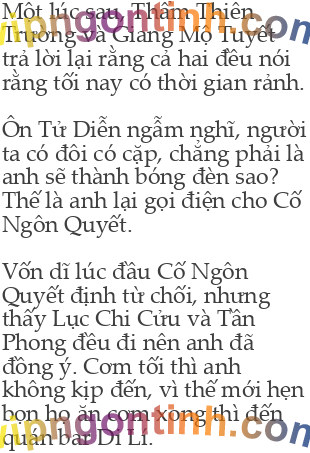 Một lúc sau, Thẩm Thiên
Trường và Giang Mộ Tuyết
trả lời lại rằng cả hai đều nói
rằng tối nay có thời gian rảnh.
Ôn Tử Diễn ngẫm nghĩ, người
ta có đôi có cặp, chẳng phải là
anh sẽ thành bóng đèn sao?
Thế là anh lại gọi điện cho Cố
Ngôn Quyết.
Vốn dĩ lúc đầu Cố Ngôn
Quyết định từ chối, nhưng
thấy Lục Chi Cửu và Tần
Phong đều đi nên anh đã
đồng ý. Cơm tối thì anh
không kịp đến, vì thế mới hẹn
bọn họ ăn cơm xong thì đến
quán bar Dĩ Lí.
vipngontinh.com
vipngontinh.com